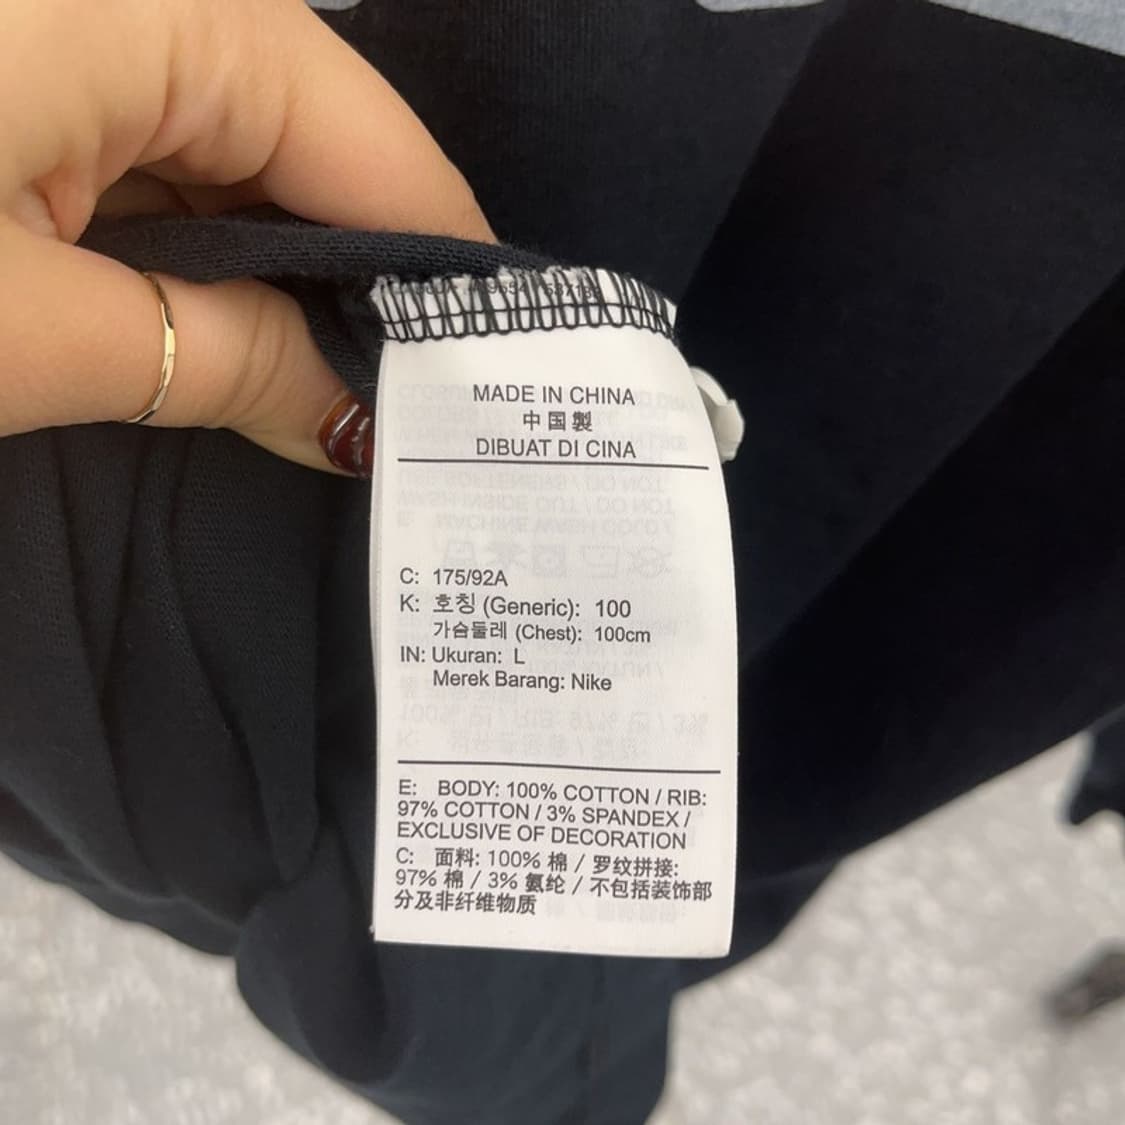 MADE IN CHINA
中国製
DIBUAT DI CINA
C: 175/92A
K: 호칭 (Generic): 100
가슴둘레 (Chest): 100cm
IN: Ukuran: L
Merek Barang: Nike
E: BODY: 100% COTTON / RIB:
97% COTTON / 3% SPANDEX /
EXCLUSIVE OF DECORATION
C: 面料: 100% 棉 / 罗纹拼接:
97% 棉 / 3% 氨纶 / 不包括装饰部
分及非纤维物质